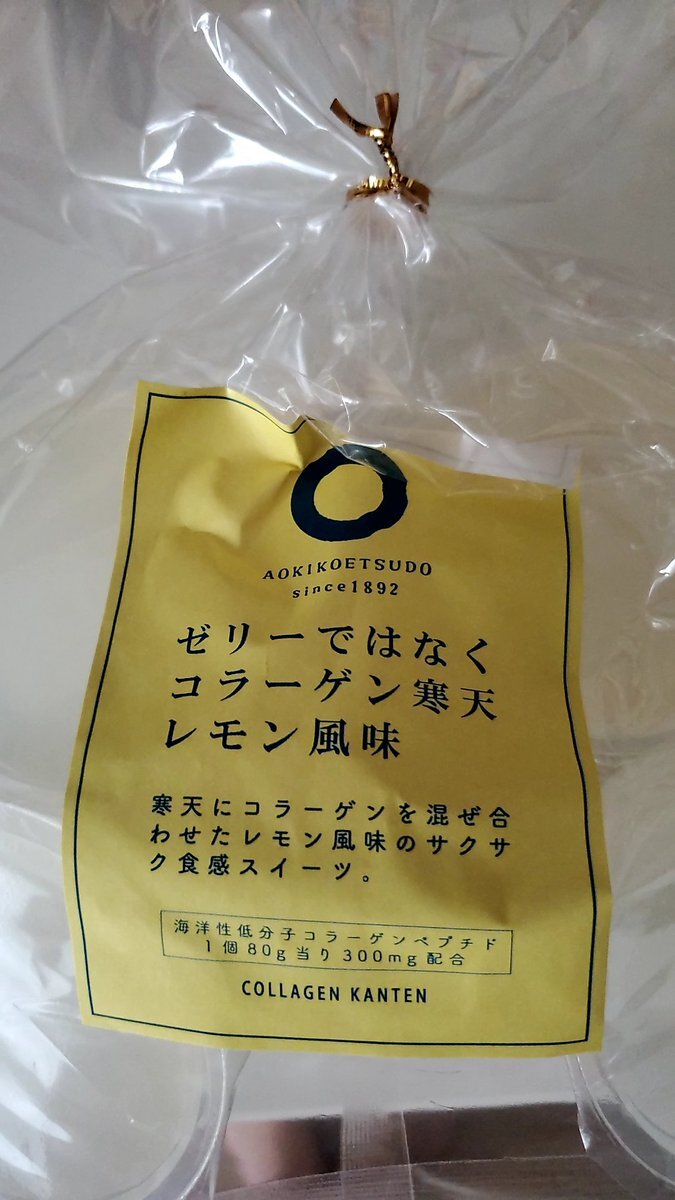 AOKIKOETSUDO
since1892
ゼリーではなく
コラーゲン寒天
レモン風味
寒天にコラーゲンを混ぜ合
わせたレモン風味のサクサ
ク食感スイーツ。
海洋性低分子コラーゲンペプチド
1個80g当り300mg配合
COLLAGEN KANTEN